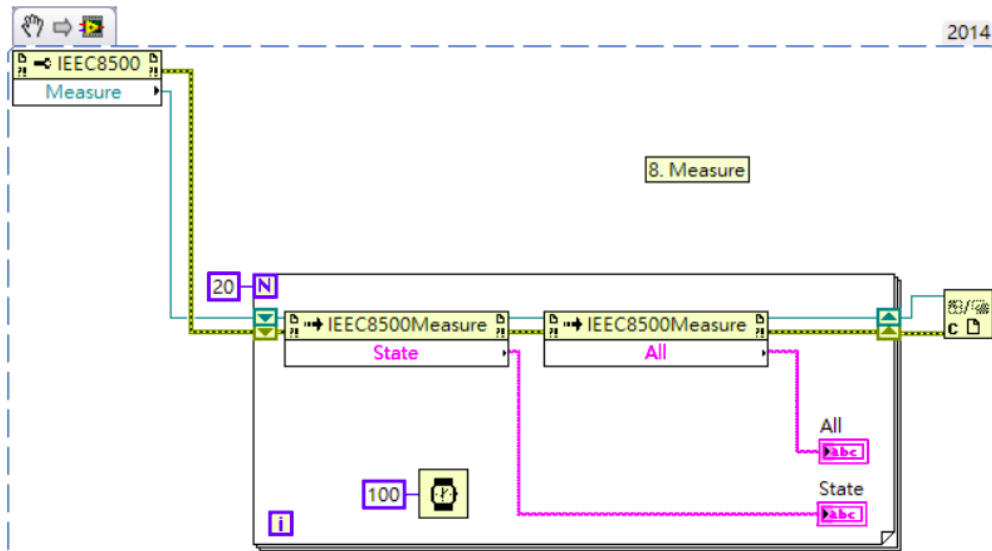 2014
IEEC8500
Measure
8. Measure
20
N
IEEC8500Measure
State
IEEC8500Measure
All
All
abc
100
State
abc
i
C